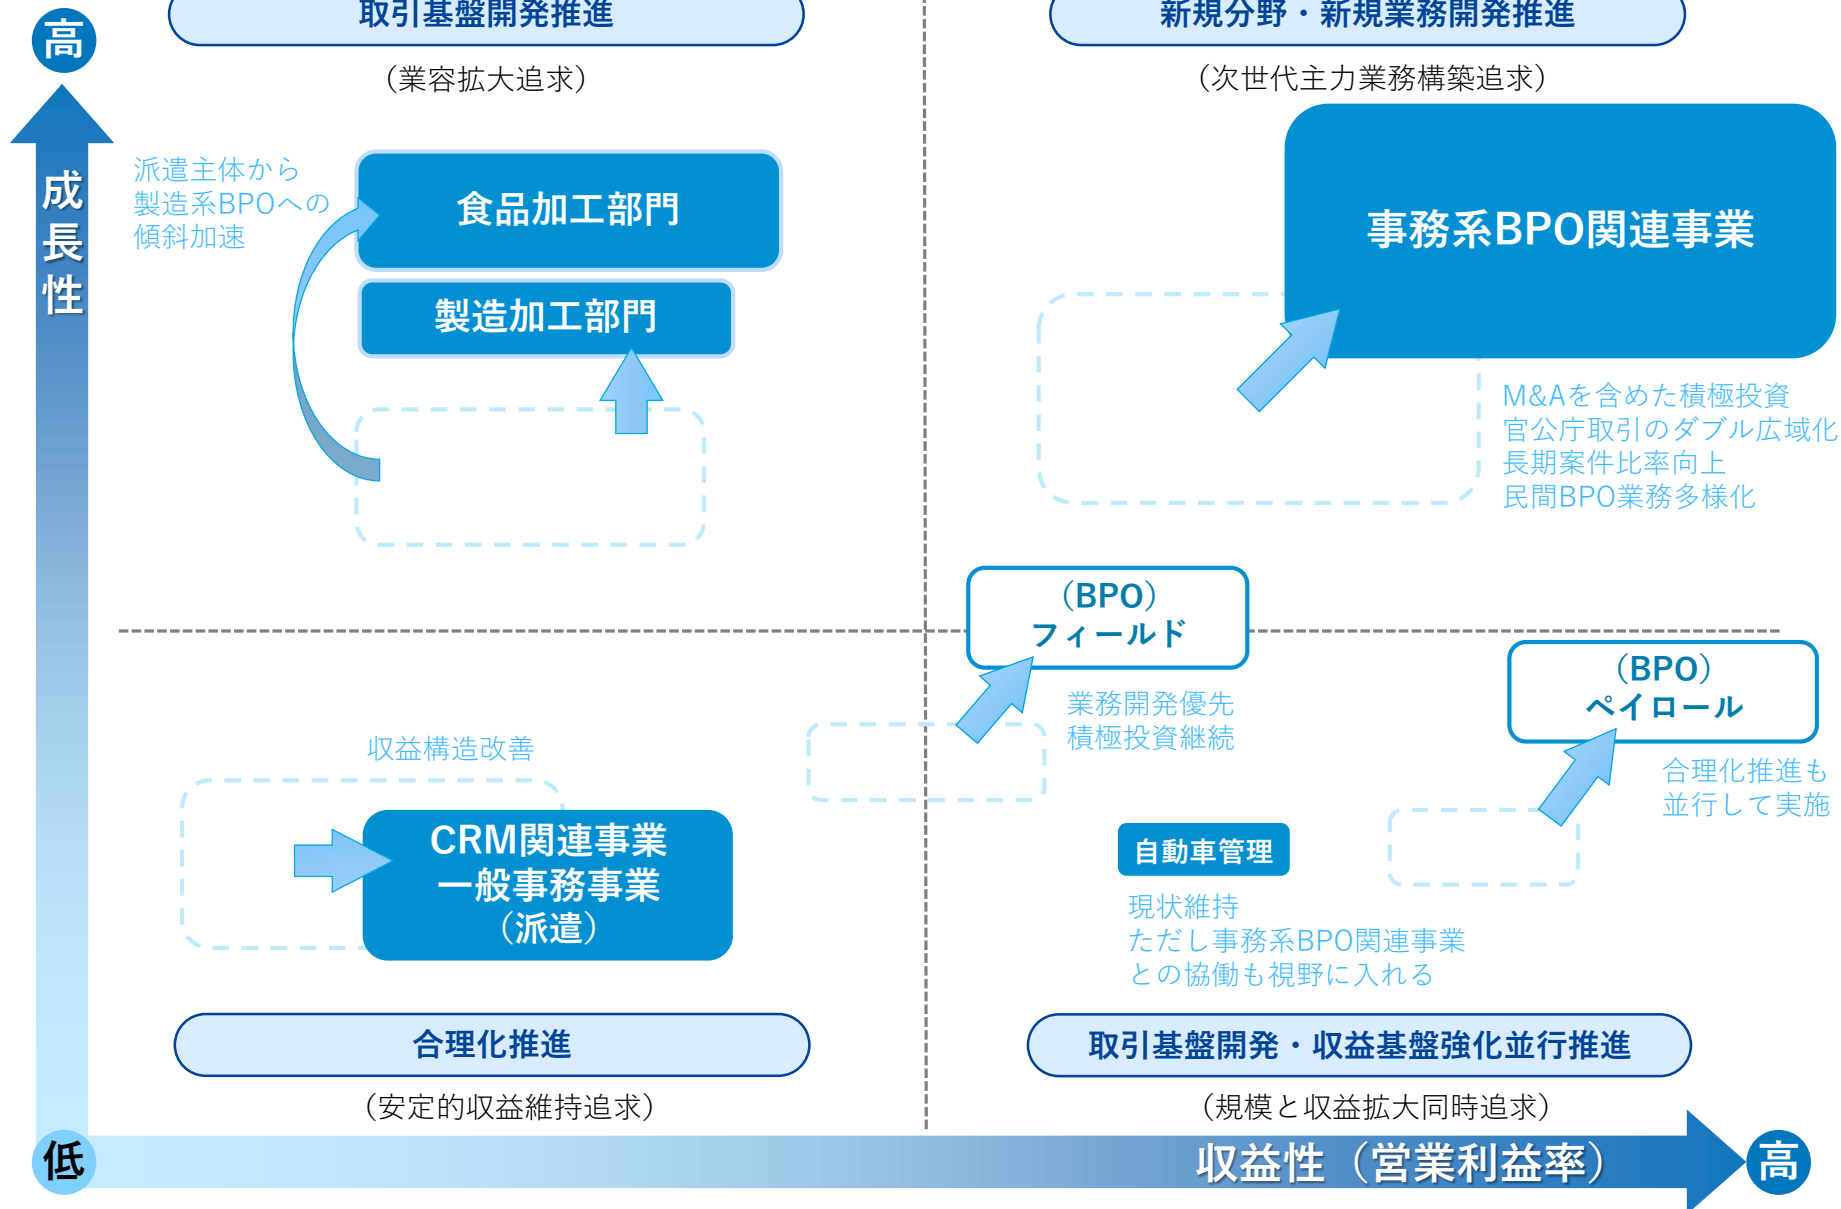 取引基盤開発推進
新規分野・新規業務開発推進
高
（業容拡大追求）
（次世代主力業務構築追求）
成長性
派遣主体から
製造系BPOへの
傾斜加速
食品加工部門
製造加工部門
事務系BPO関連事業
M&Aを含めた積極投資
官公庁取引のダブル広域化
長期案件比率向上
民間BPO業務多様化
（BPO）
フィールド
業務開発優先
積極投資継続
（BPO）
ペイロール
合理化推進も
並行して実施
収益構造改善
CRM関連事業
一般事務事業
（派遣）
自動車管理
現状維持
ただし事務系BPO関連事業
との協働も視野に入れる
合理化推進
（安定的収益維持追求）
取引基盤開発・収益基盤強化並行推進
（規模と収益拡大同時追求）
低
収益性（営業利益率）
高